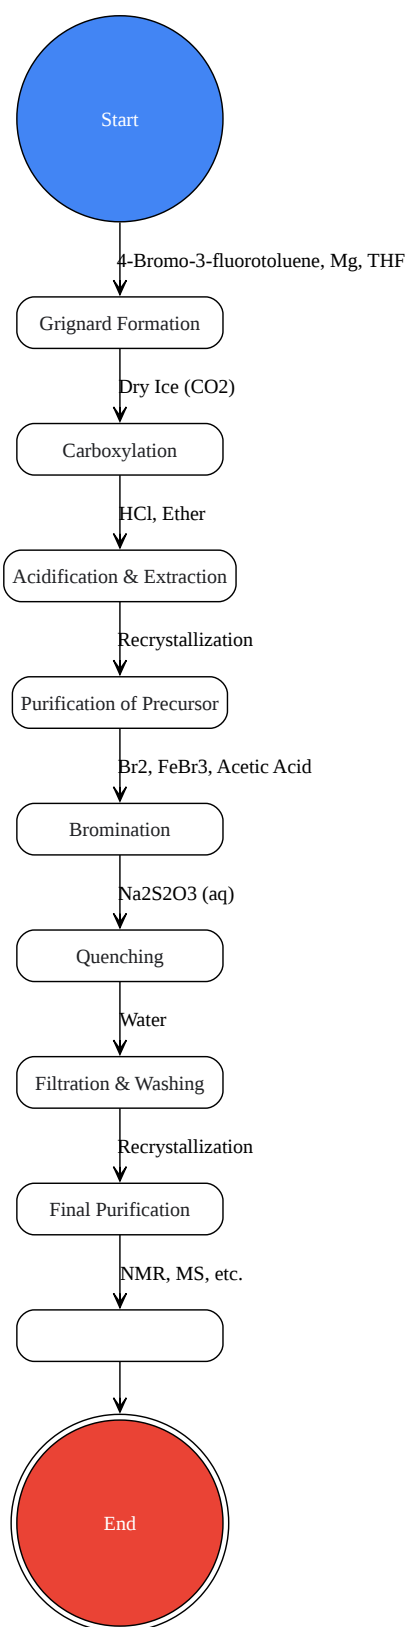 Start
4-Bromo-3-fluorotoluene, Mg, THF
Grignard Formation
Dry Ice (CO2)
Carboxylation
HCl, Ether
Acidification & Extraction
Recrystallization
Purification of Precursor
Br2, FeBr3, Acetic Acid
Bromination
Na2S2O3 (aq)
Quenching
Water
Filtration & Washing
Recrystallization
Final Purification
NMR, MS, etc.
End